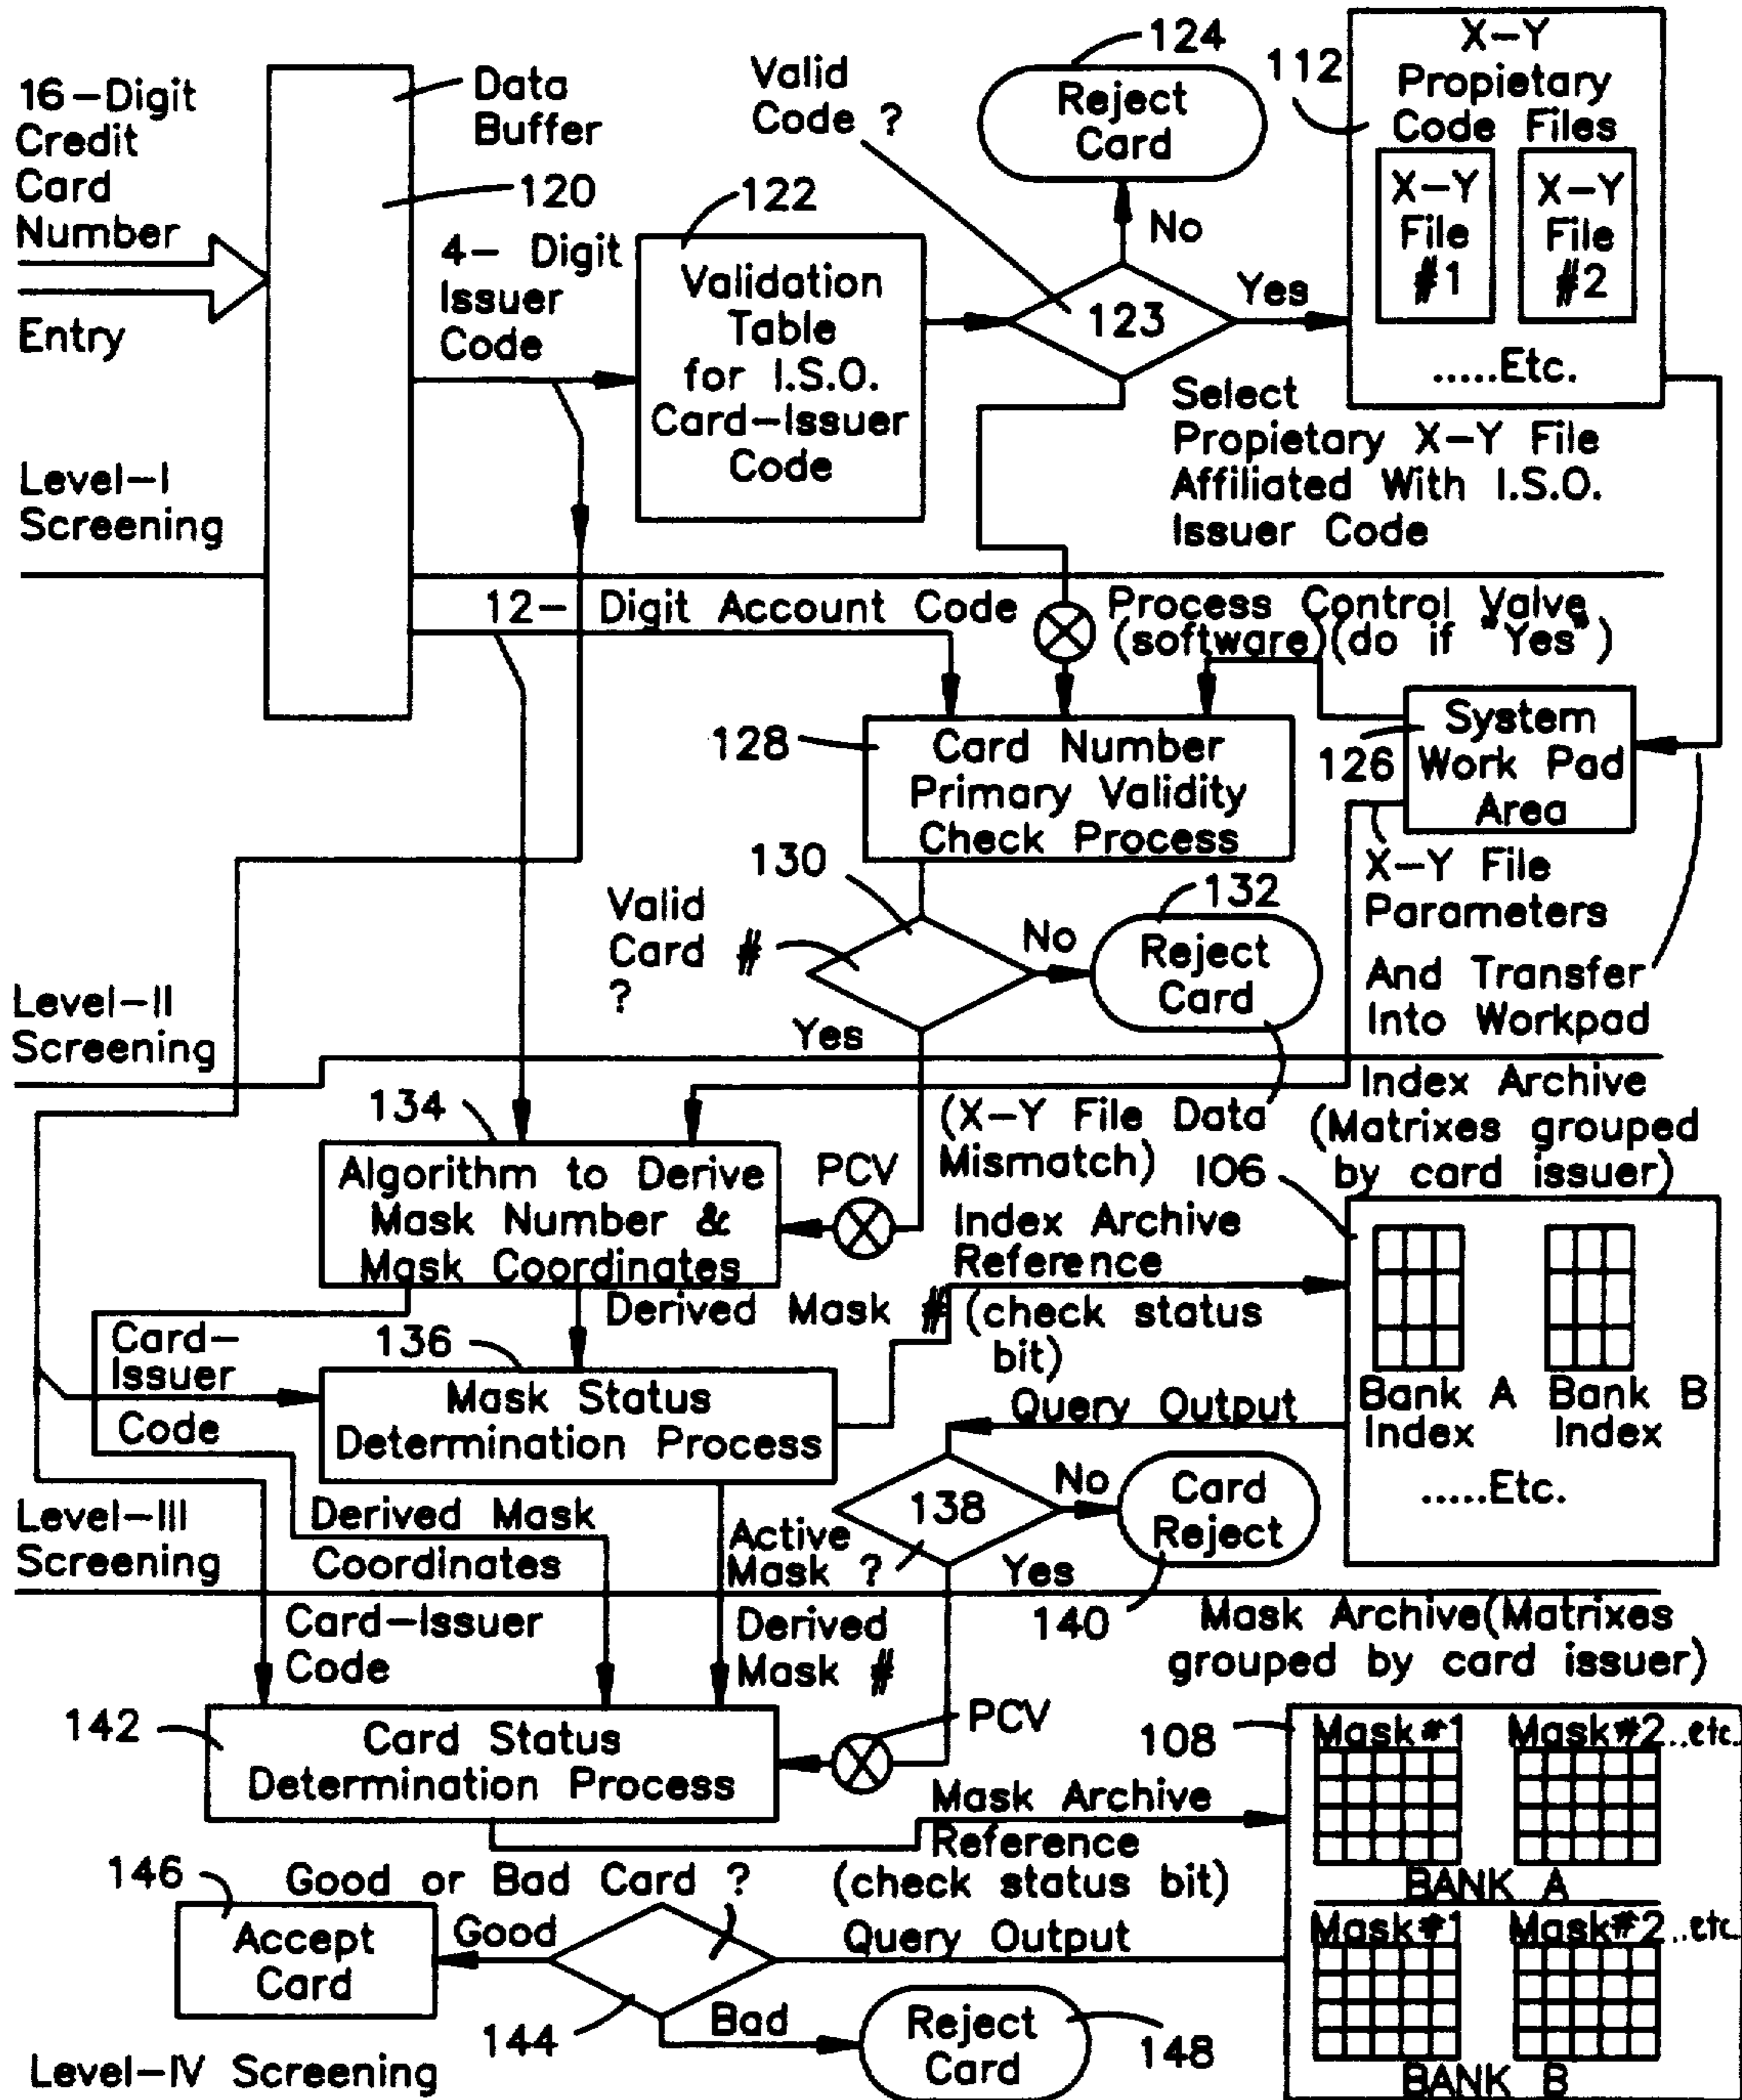 16-Digit
Credit
Card
Number
Entry
Data
Buffer
120
4- Digit
Issuer
Code
122
Validation
Table
for I.S.O.
Card-Issuer
Code
Valid
Code ?
123
124
Reject
Card
No
Yes
112
X-Y
Propietary
Code Files
X-Y
File
#1
X-Y
File
#2
.....Etc.
Select
Propietary X-Y File
Affiliated With I.S.O.
Issuer Code
Level-I
Screening
12- Digit Account Code
Process Control Valve
(software)(do if "Yes")
128
Card Number
Primary Validity
Check Process
126
System
Work Pad
Area
X-Y File
Parameters
And Transfer
Into Workpad
130
Valid
Card #
?
No
132
Reject
Card
Yes
Level-II
Screening
134
Algorithm to Derive
Mask Number &
Mask Coordinates
PCV
(X-Y File Data
Mismatch)
Index Archive
(Matrixes grouped
by card issuer)
106
Index Archive
Reference
(check status
bit)
Derived Mask #
Card-
Issuer
Code
136
Mask Status
Determination Process
Query Output
Bank A
Index
Bank B
Index
.....Etc.
138
No
Card
Reject
Active
Mask ?
Yes
140
Level-III
Screening
Derived Mask
Coordinates
Card-Issuer
Code
Derived
Mask #
Mask Archive(Matrixes
grouped by card issuer)
142
Card Status
Determination Process
PCV
108
Mask#1
Mask#2..etc.
BANK A
Mask#1
Mask#2..etc.
BANK B
Mask Archive
Reference
(check status bit)
146
Good or Bad Card ?
Accept
Card
Good
Query Output
144
Bad
Reject
Card
148
Level-IV Screening